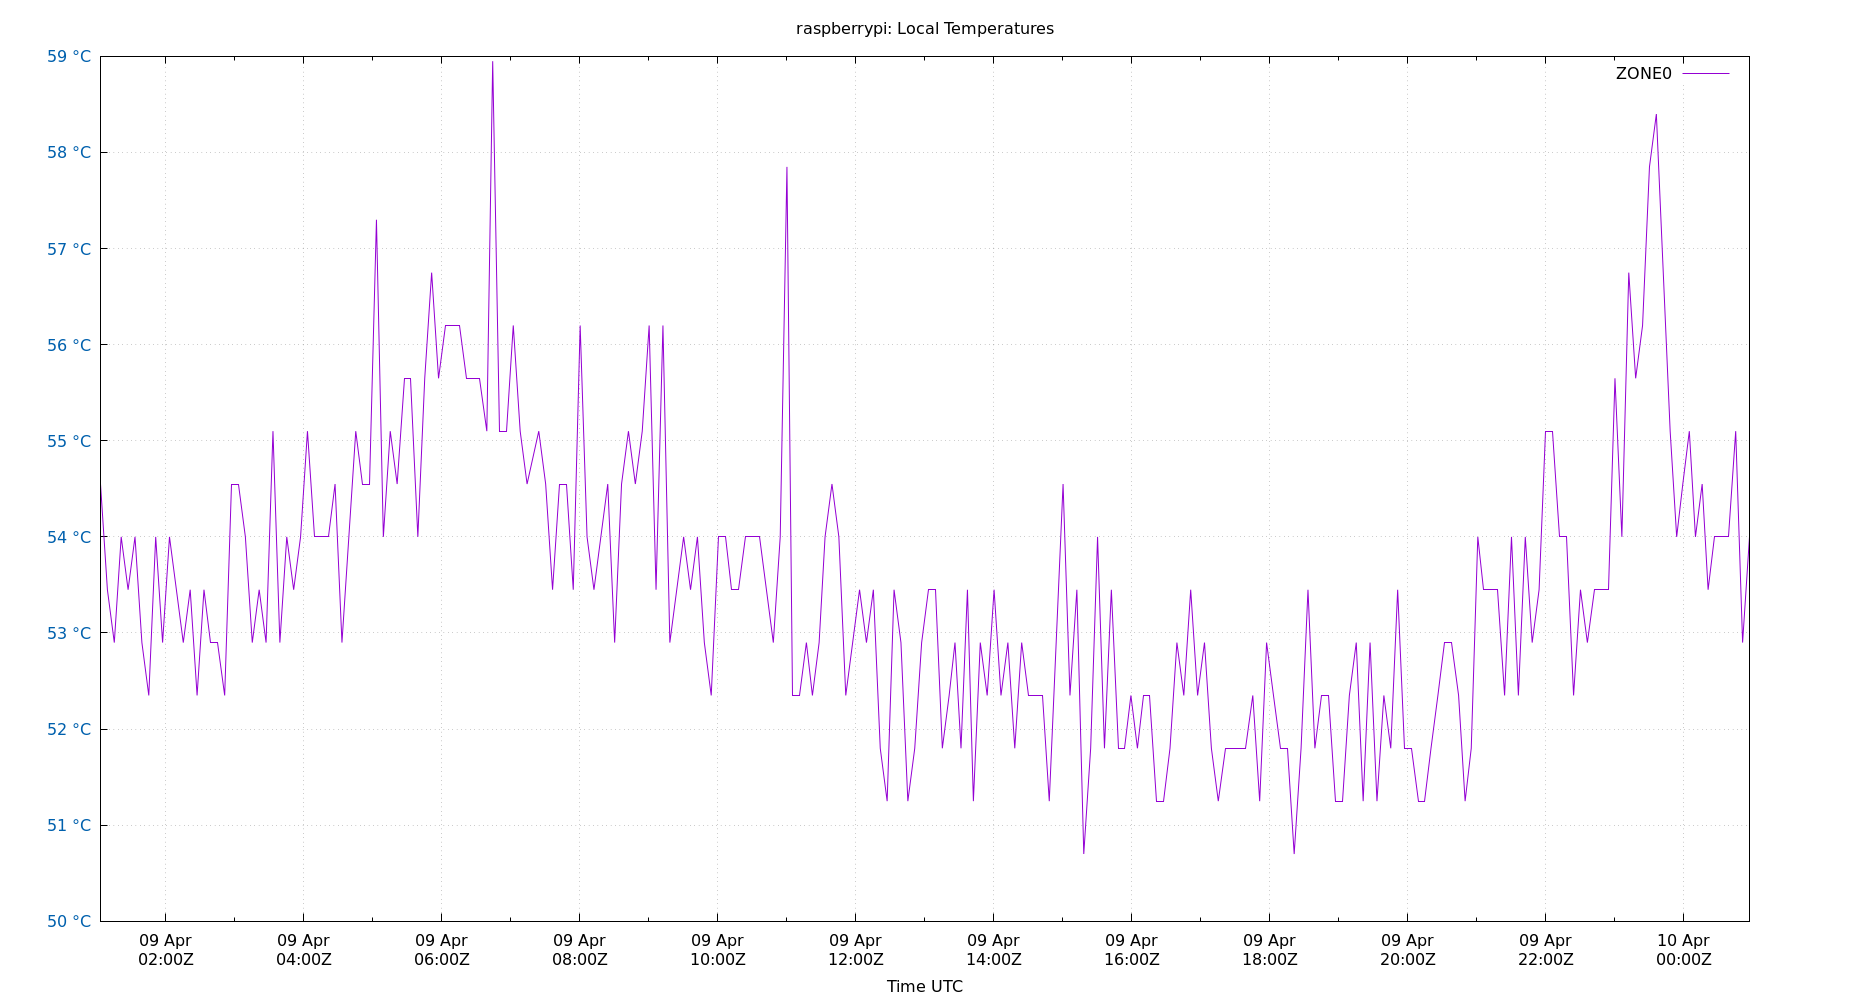 raspberrypi: Local Temperatures
59 °C
ZONE0
58 °C
57 °C
56 °C
55 °C
54 °C
53 °C
52 °C
51 °C
50 °C
09 Apr 09 Apr 09 Apr 09 Apr 09 Apr 09 Apr 09 Apr 09 Apr 09 Apr 09 Apr 09 Apr 10 Apr
02:00Z 04:00Z 06:00Z 08:00Z 10:00Z 12:00Z 14:00Z 16:00Z 18:00Z 20:00Z 22:00Z 00:00Z
Time UTC